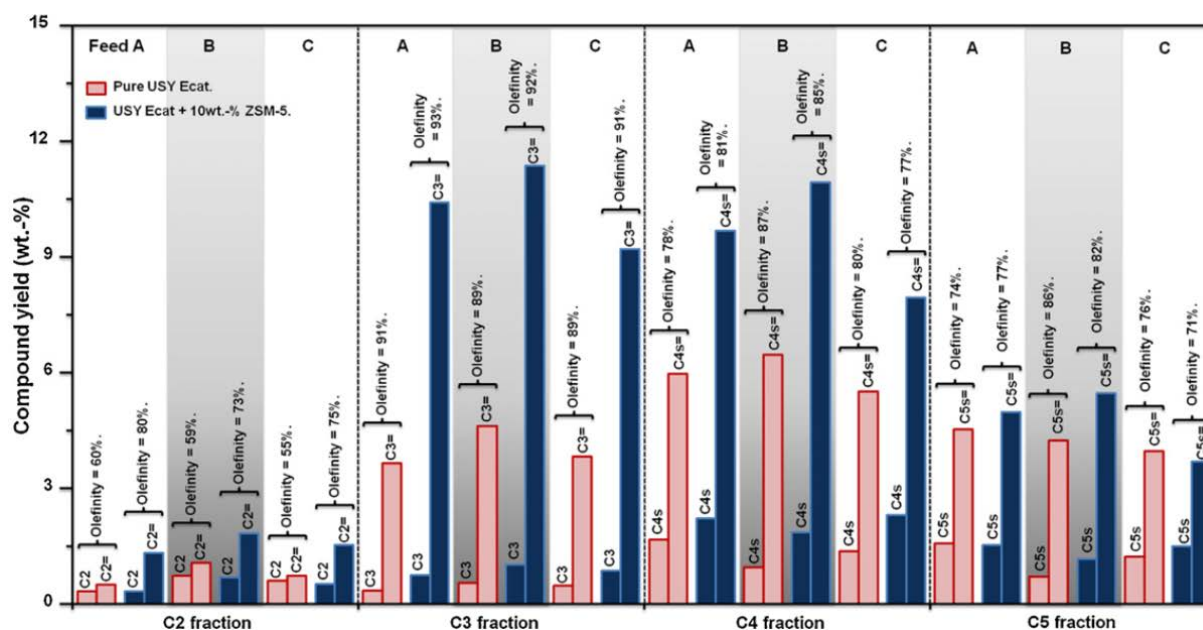 15
12
9
6
3
0
Compound yield (wt.-%)
Feed A
B
C
A
B
C
A
B
C
A
B
C
Pure USY Ecat.
USY Ecat + 10wt.-% ZSM-5.
C2
C2=
Olefinity = 60%.
C2
C2=
Olefinity = 80%.
C2
C2=
Olefinity = 59%.
C2
C2=
Olefinity = 73%.
C2
C2=
Olefinity = 55%.
C2
C2=
Olefinity = 75%.
C3
C3=
Olefinity = 91%.
C3
C3=
Olefinity
= 93%.
C3
C3=
Olefinity = 89%.
C3
C3=
Olefinity
= 92%.
C3
C3=
Olefinity = 89%.
C3
C3=
Olefinity = 91%.
C4s
C4s=
Olefinity = 78%.
C4s
C4s=
Olefinity
= 81%.
C4s
C4s=
Olefinity = 87%.
C4s
C4s=
Olefinity
= 85%.
C4s
C4s=
Olefinity = 80%.
C4s
C4s=
Olefinity = 77%.
C5s
C5s=
Olefinity = 74%.
C5s
C5s=
Olefinity = 77%.
C5s
C5s=
Olefinity = 86%.
C5s
C5s=
Olefinity = 82%.
C5s
C5s=
Olefinity = 76%.
C5s
C5s=
Olefinity = 71%.
C2 fraction
C3 fraction
C4 fraction
C5 fraction